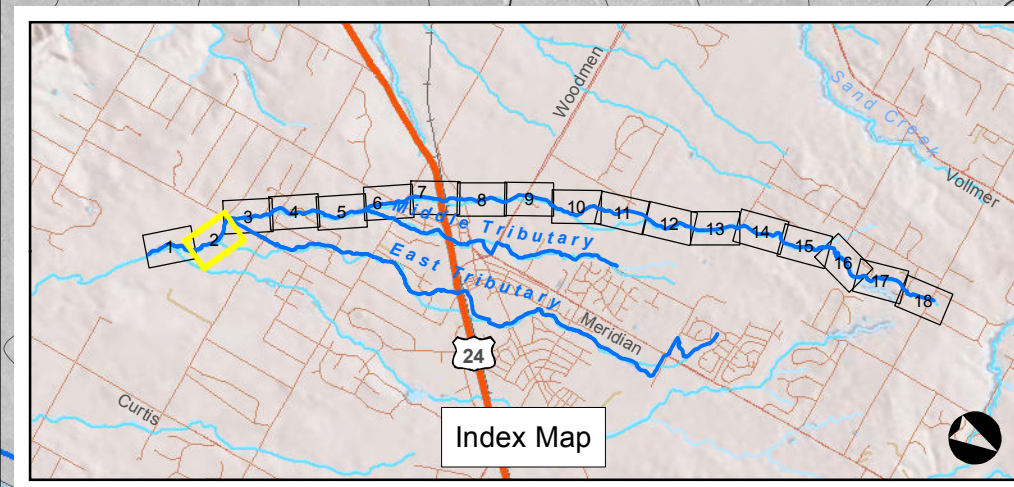 Woodmen
Sand Creek
Vollmer
1
2
3
4
5
6
7
8
9
10
11
12
13
14
15
16
17
18
Middle Tributary
East Tributary
Meridian
24
Curtis
Index Map